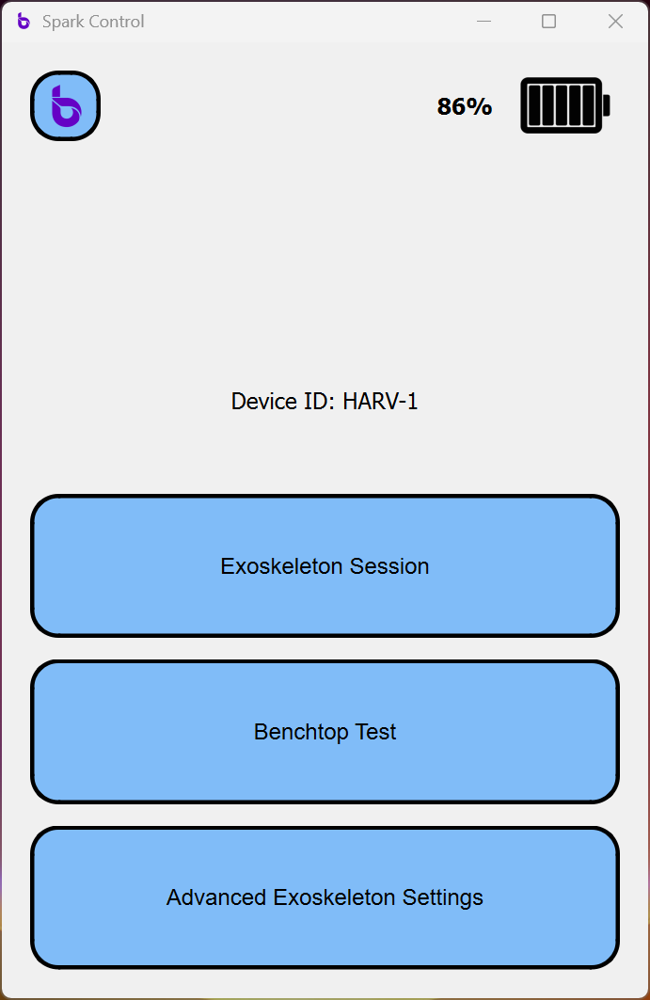 Spark Control
86%
Device ID: HARV-1
Exoskeleton Session
Benchtop Test
Advanced Exoskeleton Settings